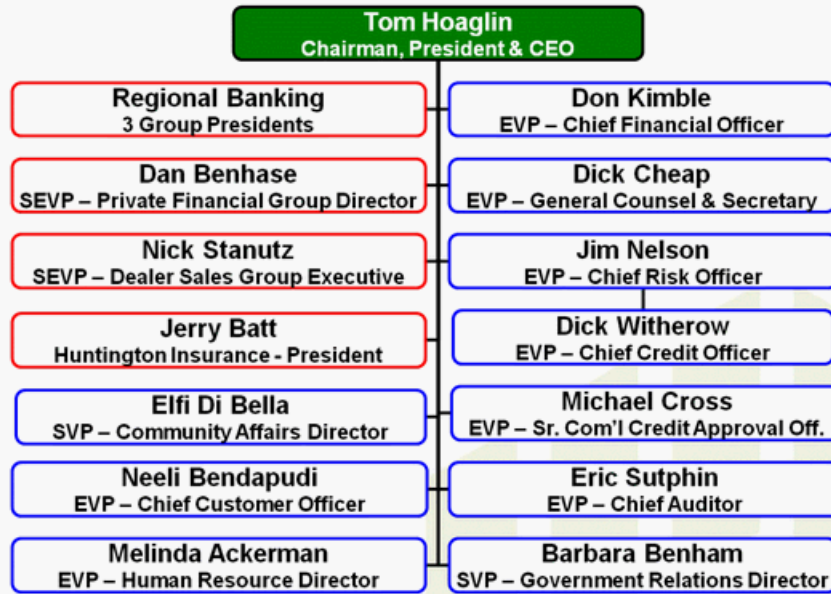 Tom Hoaglin
Chairman, President & CEO
Regional Banking
3 Group Presidents
Don Kimble
EVP – Chief Financial Officer
Dan Benhase
SEVP – Private Financial Group Director
Dick Cheap
EVP – General Counsel & Secretary
Nick Stanutz
SEVP – Dealer Sales Group Executive
Jim Nelson
EVP – Chief Risk Officer
Jerry Batt
Huntington Insurance - President
Dick Witherow
EVP – Chief Credit Officer
Elfi Di Bella
SVP – Community Affairs Director
Michael Cross
EVP – Sr. Com'l Credit Approval Off.
Neeli Bendapudi
EVP – Chief Customer Officer
Eric Sutphin
EVP – Chief Auditor
Melinda Ackerman
EVP – Human Resource Director
Barbara Benham
SVP – Government Relations Director